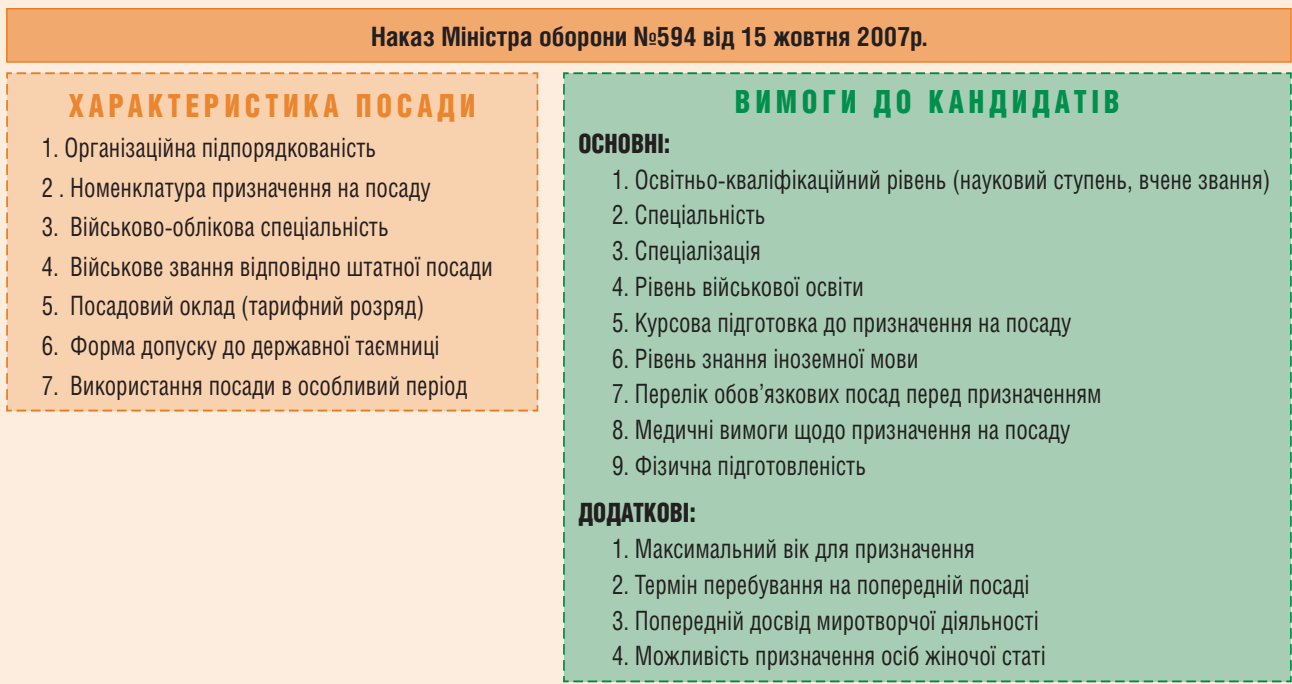 Наказ Міністра оборони №594 від 15 жовтня 2007р.
ХАРАКТЕРИСТИКА ПОСАДИ
1. Організаційна підпорядкованість
2 . Номенклатура призначення на посаду
3. Військово-облікова спеціальність
4. Військове звання відповідно штатної посади
5. Посадовий оклад (тарифний розряд)
6. Форма допуску до державної таємниці
7. Використання посади в особливий період
ВИМОГИ ДО КАНДИДАТІВ
ОСНОВНІ:
1. Освітньо-кваліфікаційний рівень (науковий ступень, вчене звання)
2. Спеціальність
3. Спеціалізація
4. Рівень військової освіти
5. Курсова підготовка до призначення на посаду
6. Рівень знання іноземної мови
7. Перелік обов’язкових посад перед призначенням
8. Медичні вимоги щодо призначення на посаду
9. Фізична підготовленість
ДОДАТКОВІ:
1. Максимальний вік для призначення
2. Термін перебування на попередній посаді
3. Попередній досвід миротворчої діяльності
4. Можливість призначення осіб жіночої статі